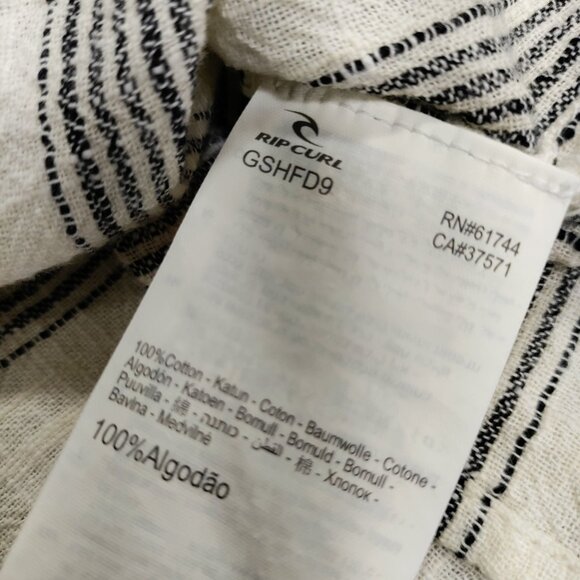 RIP CURL
GSHFD9
RN#61744
CA#37571
100%Cotton - Katun - Coton - Baumwolle - Cotone -
Algodón - Katoen - Bomull - Bomuld - Bomull -
Puuvilla - 綿 - כותנה - القطن - 棉 - Хлопок -
Bavlna - Medvilnė
100%Algodão